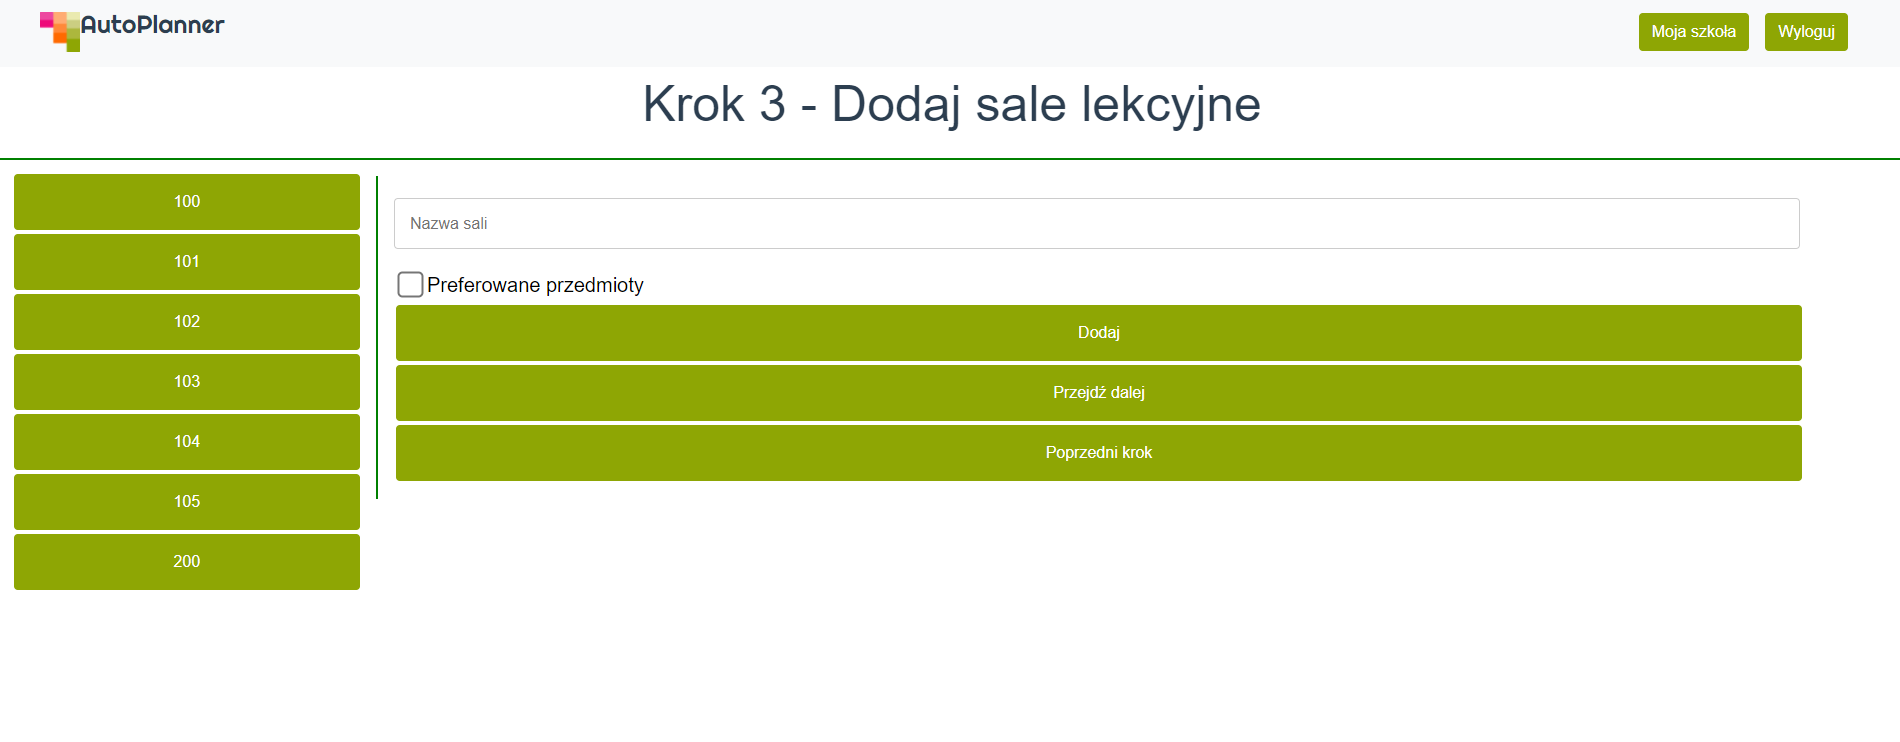 AutoPlanner
Moja szkoła
Wyloguj
Krok 3 - Dodaj sale lekcyjne
100
101
102
103
104
105
200
Nazwa sali
Preferowane przedmioty
Dodaj
Przejdź dalej
Poprzedni krok